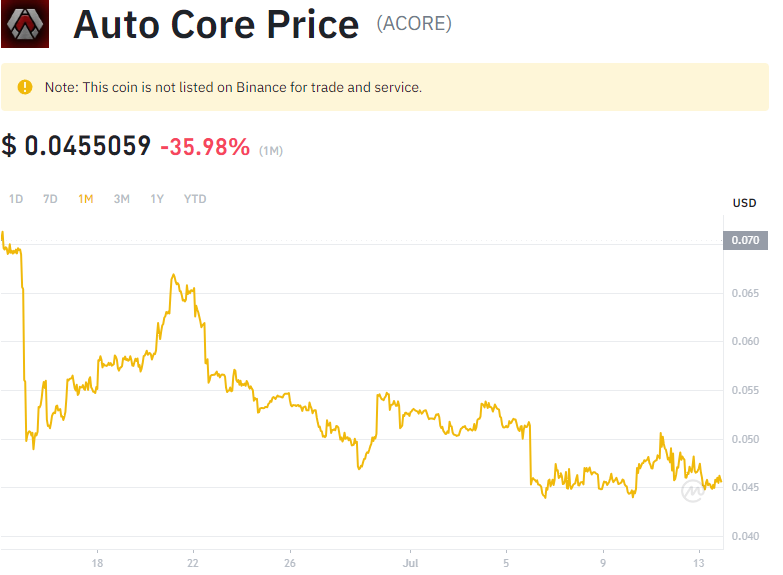 Auto Core Price (ACORE)
Note: This coin is not listed on Binance for trade and service.
$ 0.0455059 -35.98% (1M)
1D 7D 1M 3M 1Y YTD
USD
0.070
0.065
0.060
0.055
0.050
0.045
0.040
18 22 26 Jul 5 9 13